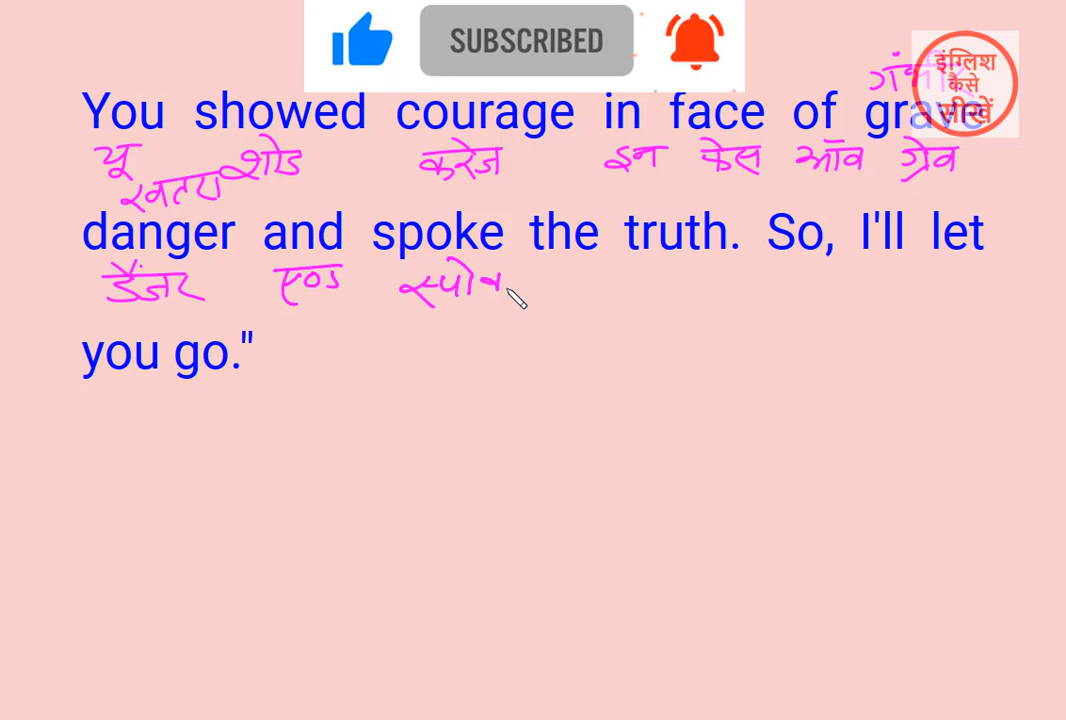 SUBSCRIBED
इंग्लिश
कैसे
सीखें
गंभीर
You showed courage in face of grave
यू शोड करेज इन फेस ऑव ग्रेव
खतरा
danger and spoke the truth. So, I'll let
डैंजर एण्ड स्पोक
you go."